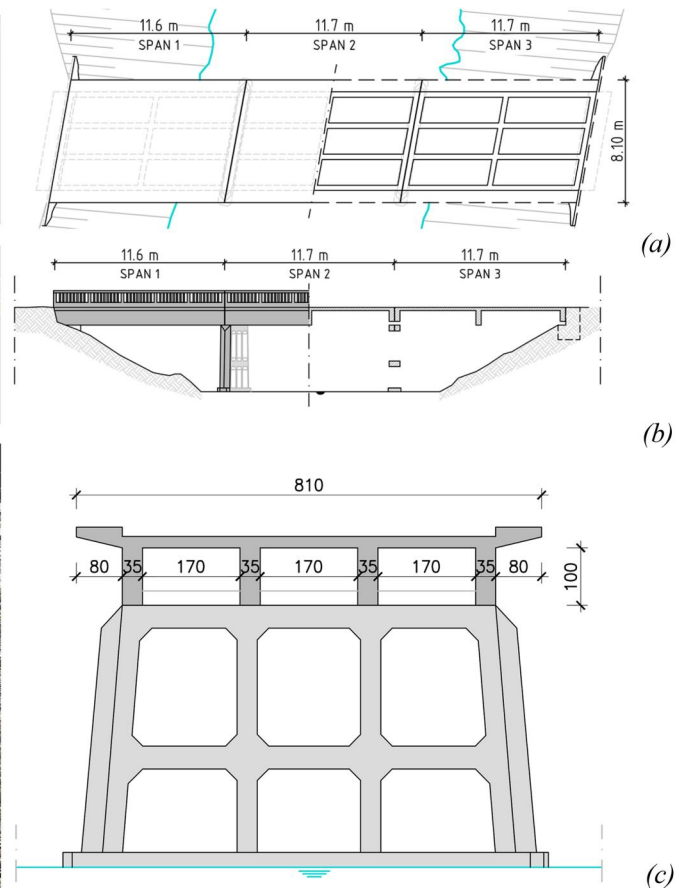 11.6 m 11.7 m 11.7 m
SPAN 1 SPAN 2 SPAN 3
8.10 m
(a)
11.6 m 11.7 m 11.7 m
SPAN 1 SPAN 2 SPAN 3
(b)
810
80 35 170 35 170 35 170 35 80
100
(c)